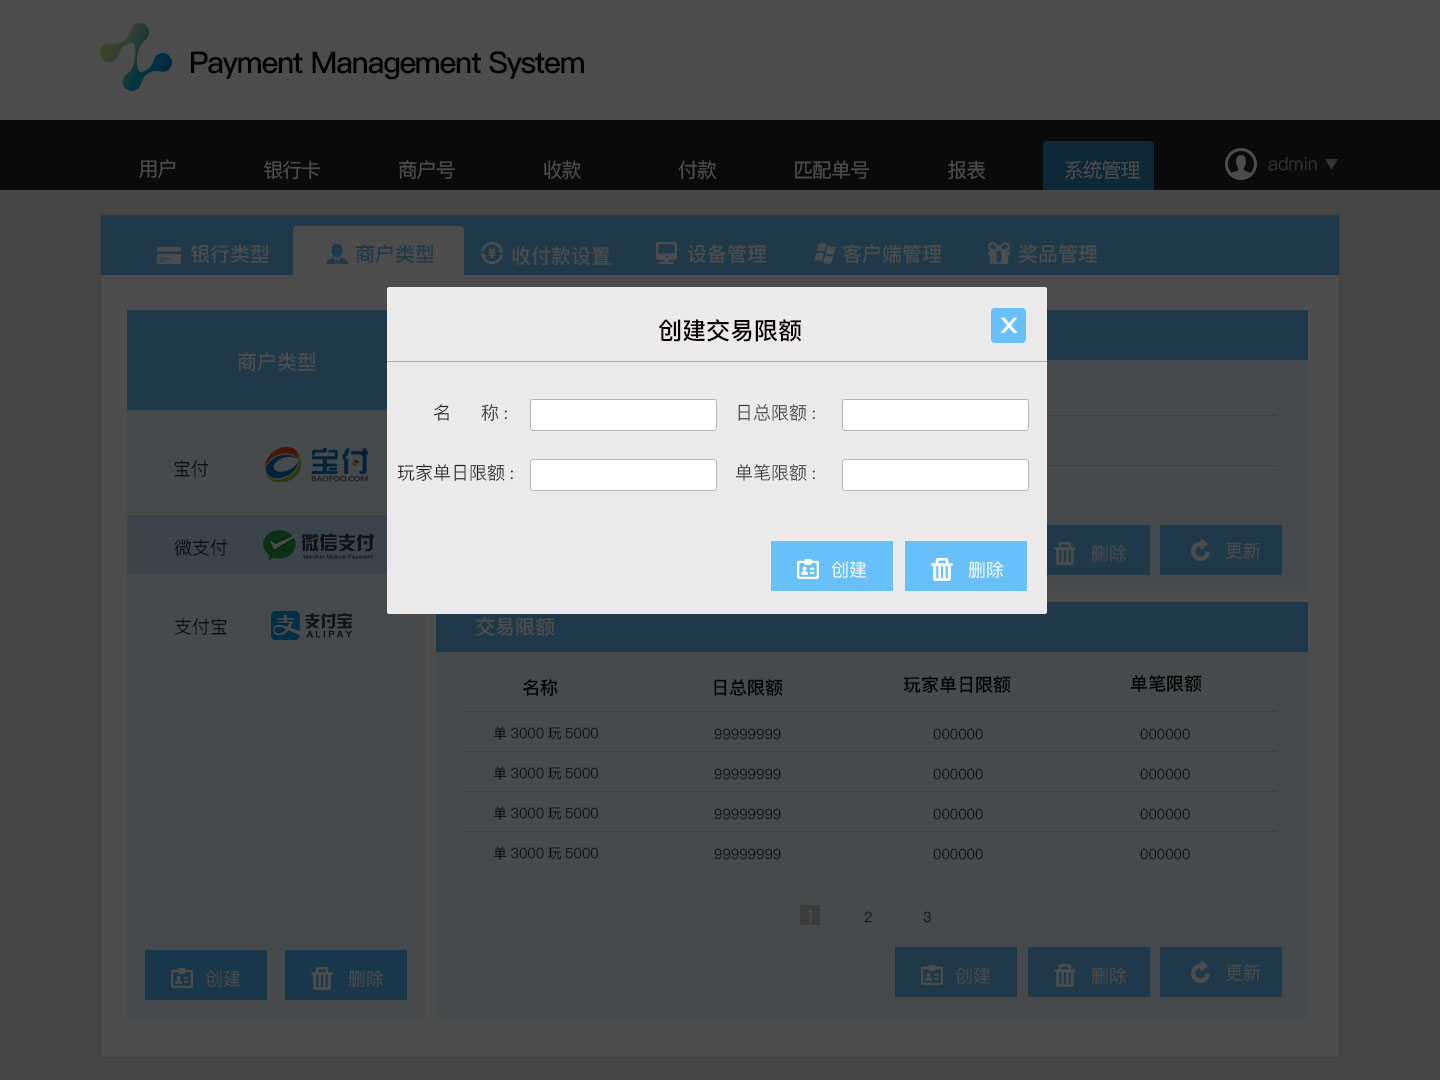 Payment Management System
用户 银行卡 商户号 收款 付款 匹配单号 报表 系统管理 admin
银行类型 商户类型 收付款设置 设备管理 客户端管理 奖品管理
创建交易限额 X
商户类型
名 称 : 日总限额 :
玩家单日限额 : 单笔限额 :
宝付 宝付 BAOFOO.COM
微支付 微信支付 Wechat Mobile Payment
创建 删除
删除 更新
支付宝 支付宝 ALIPAY
交易限额
名称 日总限额 玩家单日限额 单笔限额
单 3000 玩 5000 99999999 000000 000000
单 3000 玩 5000 99999999 000000 000000
单 3000 玩 5000 99999999 000000 000000
单 3000 玩 5000 99999999 000000 000000
1 2 3
创建 删除
创建 删除 更新